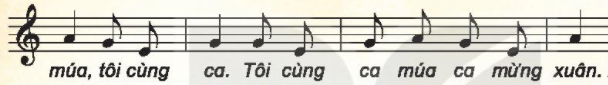 múa, tôi cùng ca. Tôi cùng ca múa ca mừng xuân.